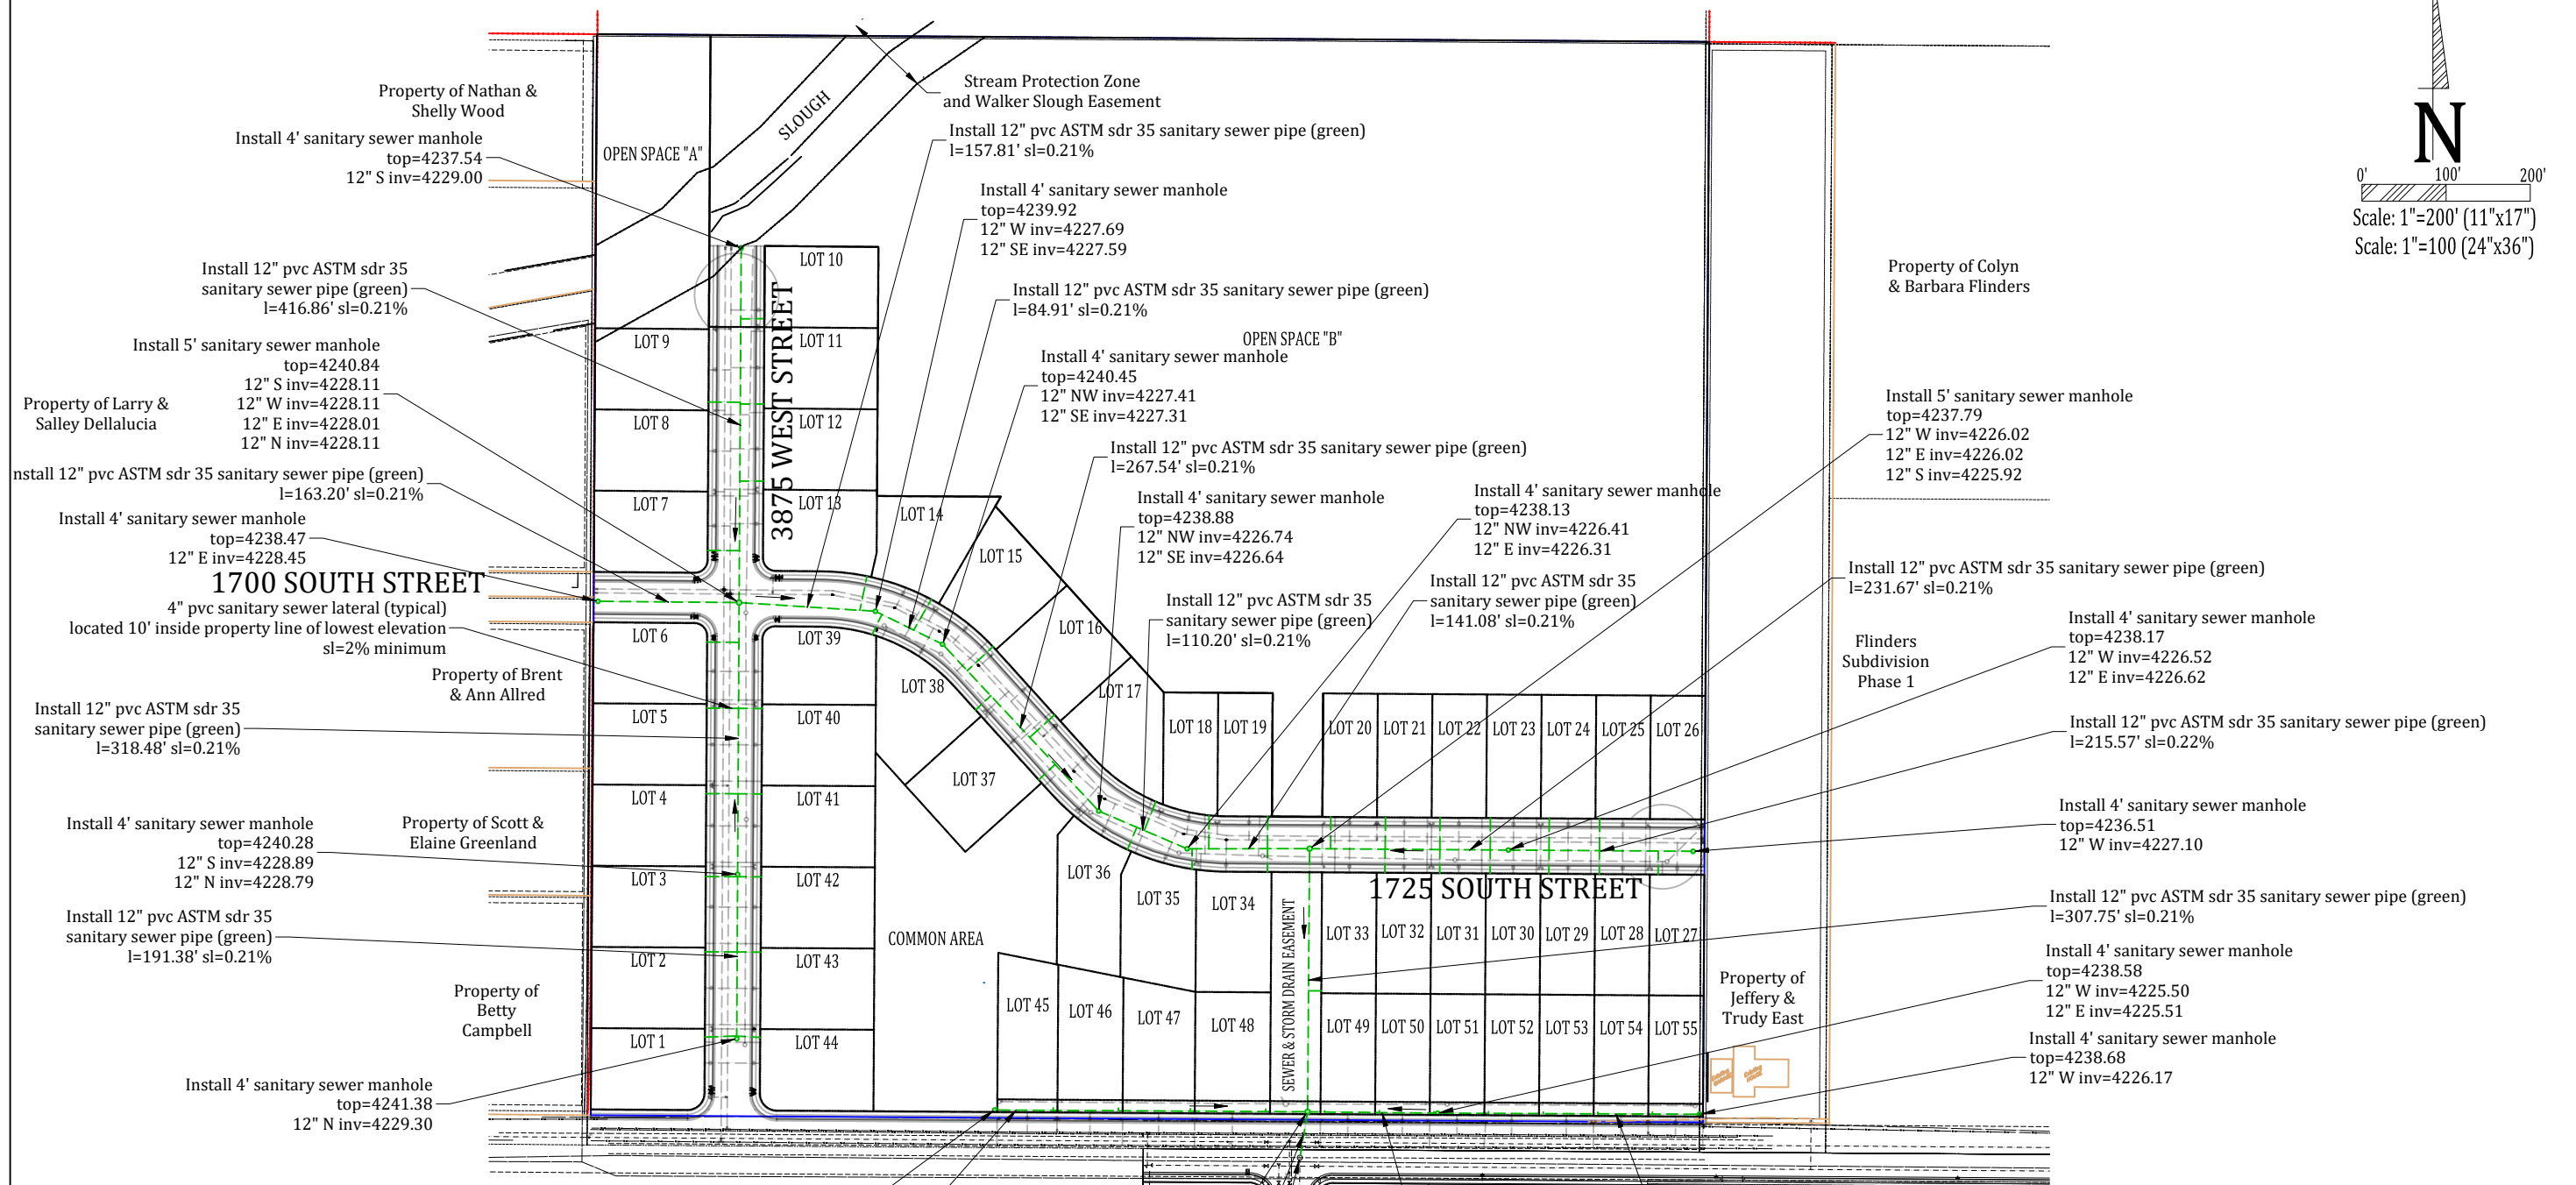 Property of Nathan &
Shelly Wood
Install 4' sanitary sewer manhole
top=4237.54
12" S inv=4229.00
Install 12" pvc ASTM sdr 35
sanitary sewer pipe (green)
l=416.86' sl=0.21%
Install 5' sanitary sewer manhole
top=4240.84
12" S inv=4228.11
12" W inv=4228.11
12" E inv=4228.01
12" N inv=4228.11
Property of Larry &
Salley Dellalucia
nstall 12" pvc ASTM sdr 35 sanitary sewer pipe (green)
l=163.20' sl=0.21%
Install 4' sanitary sewer manhole
top=4238.47
12" E inv=4228.45
1700 SOUTH STREET
4" pvc sanitary sewer lateral (typical)
located 10' inside property line of lowest elevation
sl=2% minimum
Property of Brent
& Ann Allred
Install 12" pvc ASTM sdr 35
sanitary sewer pipe (green)
l=318.48' sl=0.21%
Install 4' sanitary sewer manhole
top=4240.28
12" S inv=4228.89
12" N inv=4228.79
Property of Scott &
Elaine Greenland
Install 12" pvc ASTM sdr 35
sanitary sewer pipe (green)
l=191.38' sl=0.21%
Property of
Betty
Campbell
Install 4' sanitary sewer manhole
top=4241.38
12" N inv=4229.30
OPEN SPACE "A"
SLOUGH
Stream Protection Zone
and Walker Slough Easement
Install 12" pvc ASTM sdr 35 sanitary sewer pipe (green)
l=157.81' sl=0.21%
Install 4' sanitary sewer manhole
top=4239.92
12" W inv=4227.69
12" SE inv=4227.59
Install 12" pvc ASTM sdr 35 sanitary sewer pipe (green)
l=84.91' sl=0.21%
OPEN SPACE "B"
Install 4' sanitary sewer manhole
top=4240.45
12" NW inv=4227.41
12" SE inv=4227.31
Install 12" pvc ASTM sdr 35 sanitary sewer pipe (green)
l=267.54' sl=0.21%
Install 4' sanitary sewer manhole
top=4238.88
12" NW inv=4226.74
12" SE inv=4226.64
Install 4' sanitary sewer manhole
top=4238.13
12" NW inv=4226.41
12" E inv=4226.31
Install 12" pvc ASTM sdr 35
sanitary sewer pipe (green)
l=110.20' sl=0.21%
Install 12" pvc ASTM sdr 35
sanitary sewer pipe (green)
l=141.08' sl=0.21%
3875 WEST STREET
LOT 10
LOT 9
LOT 11
LOT 8
LOT 12
LOT 7
LOT 13
LOT 14
LOT 15
LOT 16
LOT 17
LOT 6
LOT 39
LOT 38
LOT 37
LOT 5
LOT 40
LOT 4
LOT 41
LOT 3
LOT 42
LOT 2
LOT 43
LOT 1
LOT 44
COMMON AREA
LOT 18
LOT 19
LOT 20
LOT 21
LOT 22
LOT 23
LOT 24
LOT 25
LOT 26
1725 SOUTH STREET
LOT 36
LOT 35
LOT 34
SEWER & STORM DRAIN EASEMENT
LOT 33
LOT 32
LOT 31
LOT 30
LOT 29
LOT 28
LOT 27
LOT 45
LOT 46
LOT 47
LOT 48
LOT 49
LOT 50
LOT 51
LOT 52
LOT 53
LOT 54
LOT 55
N
0' 100' 200'
Scale: 1"=200' (11"x17")
Scale: 1"=100 (24"x36")
Property of Colyn
& Barbara Flinders
Install 5' sanitary sewer manhole
top=4237.79
12" W inv=4226.02
12" E inv=4226.02
12" S inv=4225.92
Install 12" pvc ASTM sdr 35 sanitary sewer pipe (green)
l=231.67' sl=0.21%
Flinders
Subdivision
Phase 1
Install 4' sanitary sewer manhole
top=4238.17
12" W inv=4226.52
12" E inv=4226.62
Install 12" pvc ASTM sdr 35 sanitary sewer pipe (green)
l=215.57' sl=0.22%
Install 4' sanitary sewer manhole
top=4236.51
12" W inv=4227.10
Install 12" pvc ASTM sdr 35 sanitary sewer pipe (green)
l=307.75' sl=0.21%
Property of
Jeffery &
Trudy East
Install 4' sanitary sewer manhole
top=4238.58
12" W inv=4225.50
12" E inv=4225.51
Install 4' sanitary sewer manhole
top=4238.68
12" W inv=4226.17